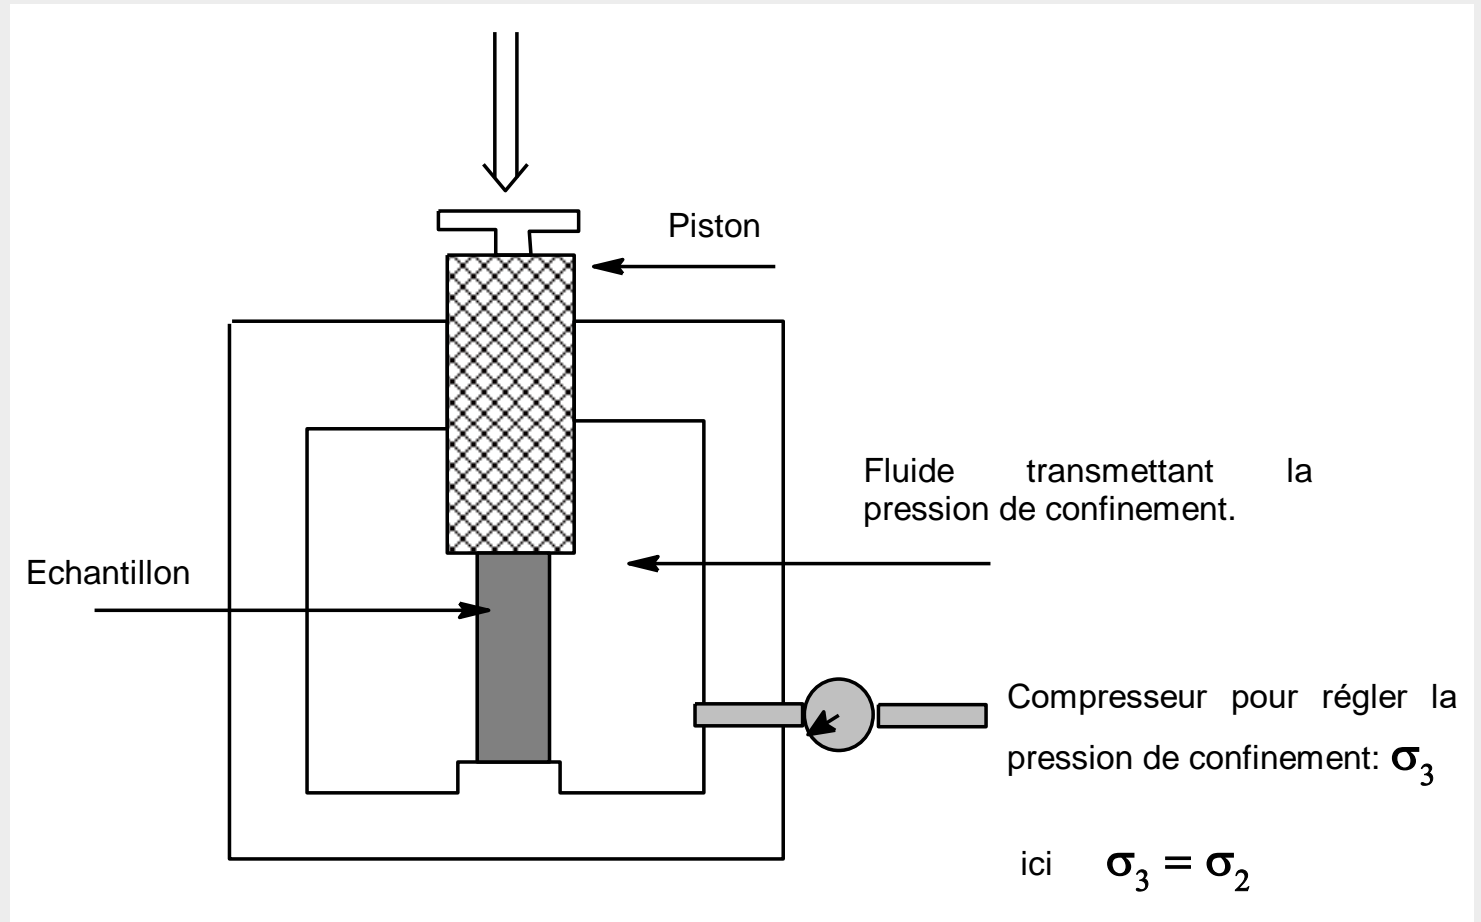 Piston
Fluide transmettant la
pression de confinement.
Echantillon
Compresseur pour régler la
pression de confinement: σ₃
ici σ₃ = σ₂